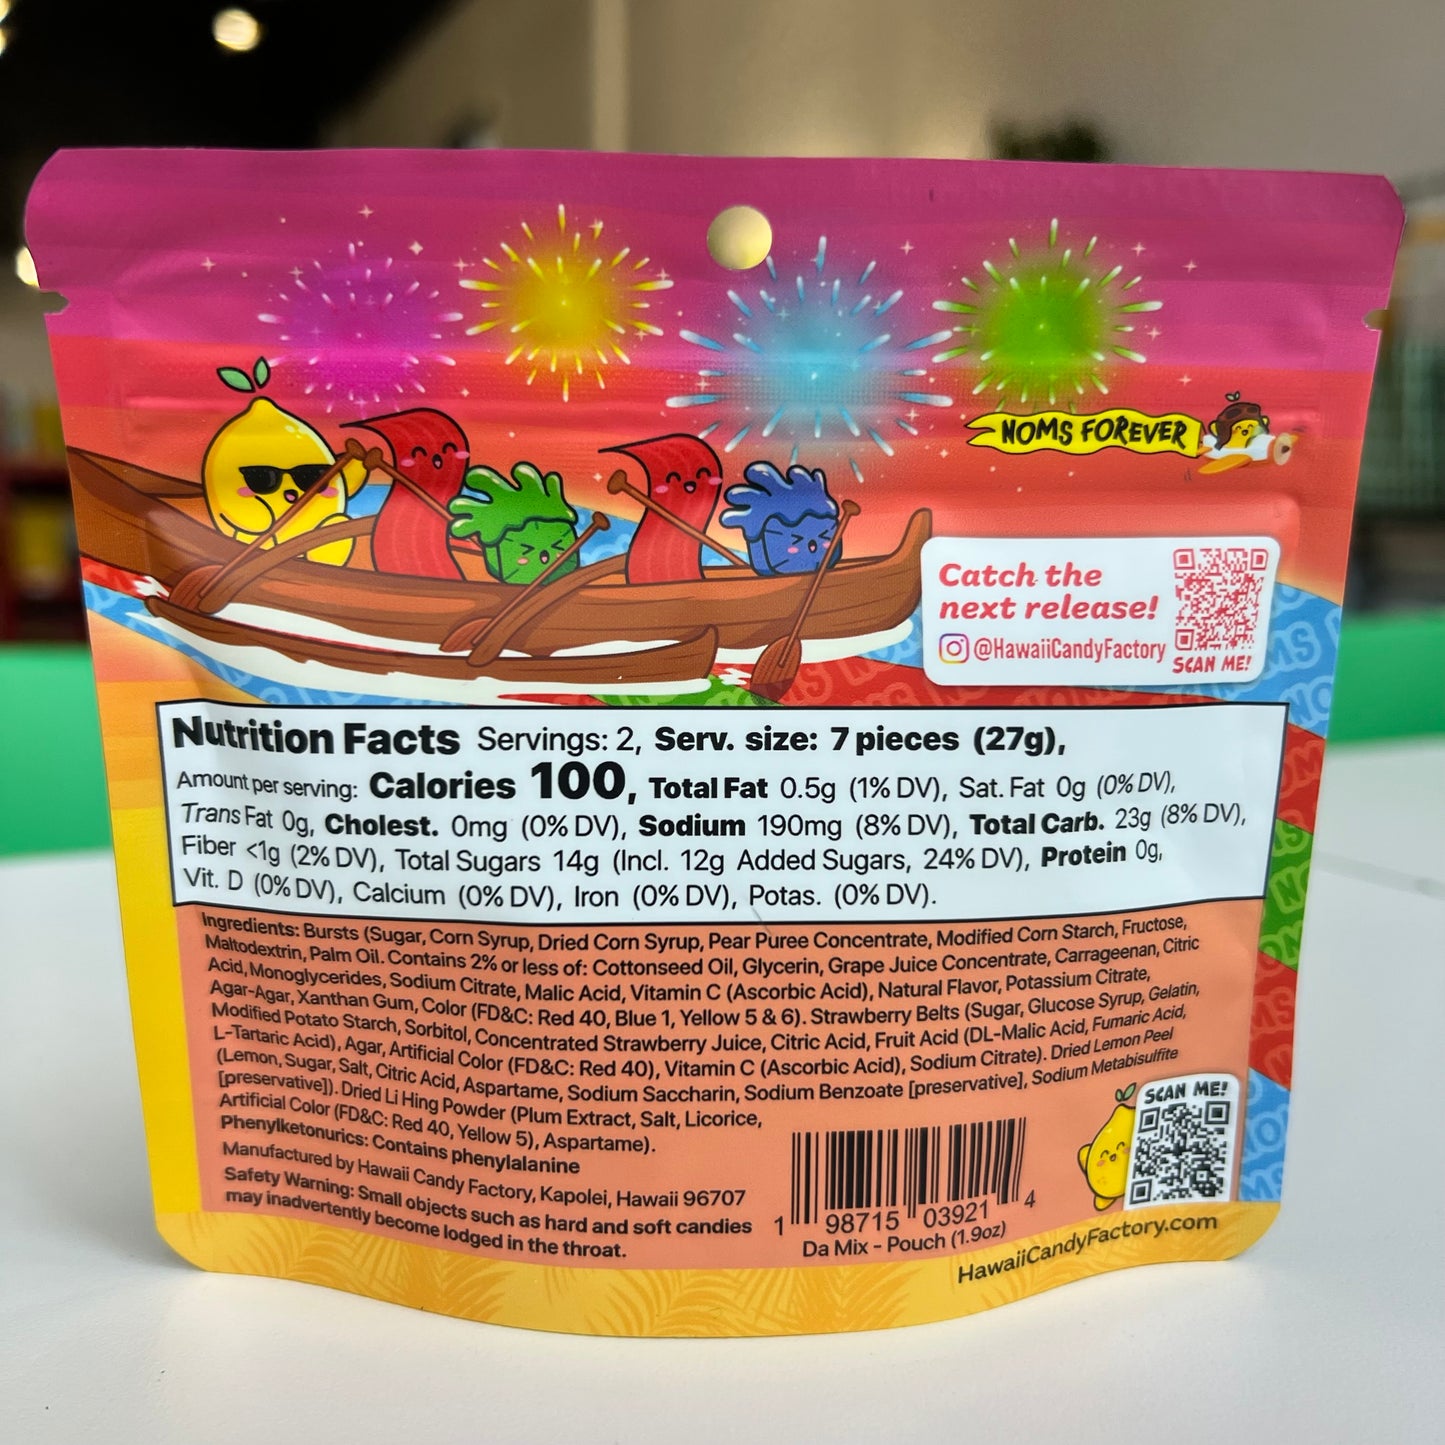 NOMS FOREVER
Catch the
next release!
@HawaiiCandyFactory
SCAN ME!
Nutrition Facts Servings: 2, Serv. size: 7 pieces (27g),
Amount per serving: Calories 100, Total Fat 0.5g (1% DV), Sat. Fat 0g (0% DV),
Trans Fat 0g, Cholest. 0mg (0% DV), Sodium 190mg (8% DV), Total Carb. 23g (8% DV),
Fiber <1g (2% DV), Total Sugars 14g (Incl. 12g Added Sugars, 24% DV), Protein 0g,
Vit. D (0% DV), Calcium (0% DV), Iron (0% DV), Potas. (0% DV).
Ingredients: Bursts (Sugar, Corn Syrup, Dried Corn Syrup, Pear Puree Concentrate, Modified Corn Starch, Fructose,
Maltodextrin, Palm Oil. Contains 2% or less of: Cottonseed Oil, Glycerin, Grape Juice Concentrate, Carrageenan, Citric
Acid, Monoglycerides, Sodium Citrate, Malic Acid, Vitamin C (Ascorbic Acid), Natural Flavor, Potassium Citrate,
Agar-Agar, Xanthan Gum, Color (FD&C: Red 40, Blue 1, Yellow 5 & 6). Strawberry Belts (Sugar, Glucose Syrup, Gelatin,
Modified Potato Starch, Sorbitol, Concentrated Strawberry Juice, Citric Acid, Fruit Acid (DL-Malic Acid, Fumaric Acid,
L-Tartaric Acid), Agar, Artificial Color (FD&C: Red 40), Vitamin C (Ascorbic Acid), Sodium Citrate). Dried Lemon Peel
(Lemon, Sugar, Salt, Citric Acid, Aspartame, Sodium Saccharin, Sodium Benzoate [preservative], Sodium Metabisulfite
[preservative]). Dried Li Hing Powder (Plum Extract, Salt, Licorice,
Artificial Color (FD&C: Red 40, Yellow 5), Aspartame).
Phenylketonurics: Contains phenylalanine
Manufactured by Hawaii Candy Factory, Kapolei, Hawaii 96707
Safety Warning: Small objects such as hard and soft candies
may inadvertently become lodged in the throat.
1 98715 03921 4
Da Mix - Pouch (1.9oz)
SCAN ME!
HawaiiCandyFactory.com